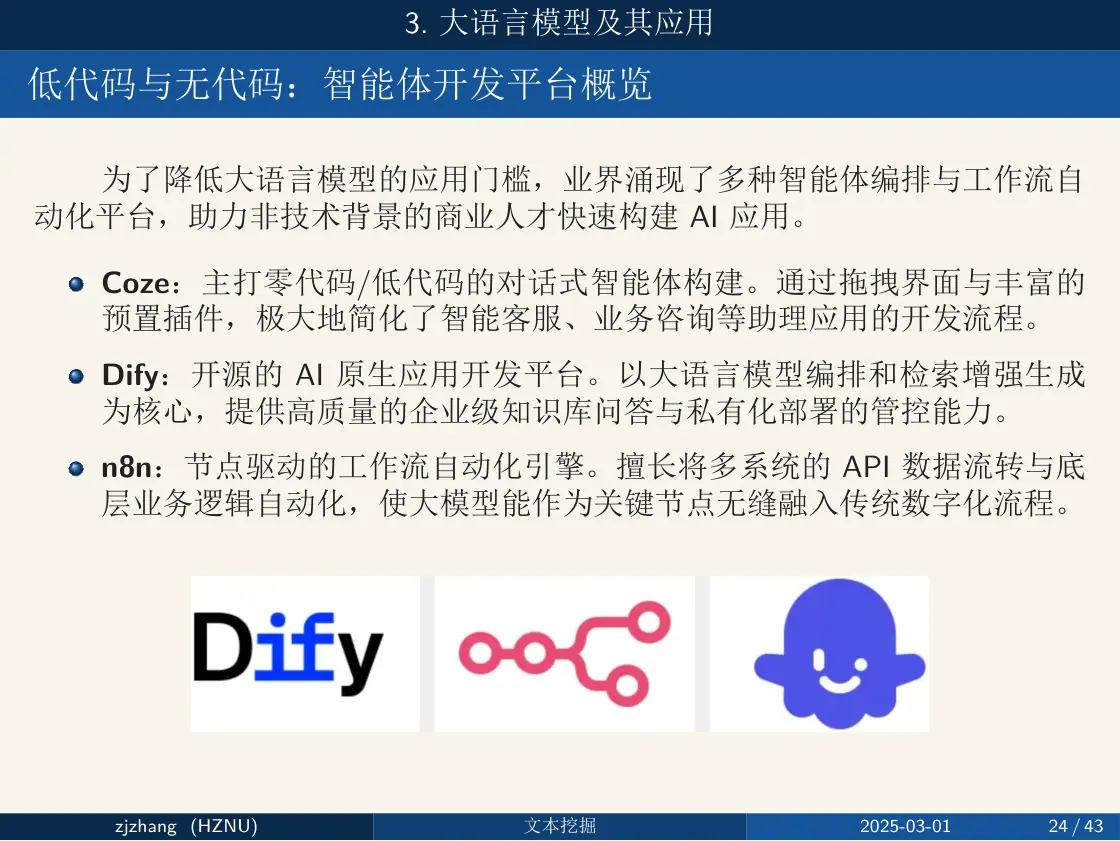 3. 大语言模型及其应用
低代码与无代码：智能体开发平台概览
为了降低大语言模型的应用门槛，业界涌现了多种智能体编排与工作流自
动化平台，助力非技术背景的商业人才快速构建 AI 应用。
Coze：主打零代码/低代码的对话式智能体构建。通过拖拽界面与丰富的
预置插件，极大地简化了智能客服、业务咨询等助理应用的开发流程。
Dify：开源的 AI 原生应用开发平台。以大语言模型编排和检索增强生成
为核心，提供高质量的企业级知识库问答与私有化部署的管控能力。
n8n：节点驱动的工作流自动化引擎。擅长将多系统的 API 数据流转与底
层业务逻辑自动化，使大模型能作为关键节点无缝融入传统数字化流程。
Dify
zjzhang (HZNU) 文本挖掘 2025-03-01 24 / 43